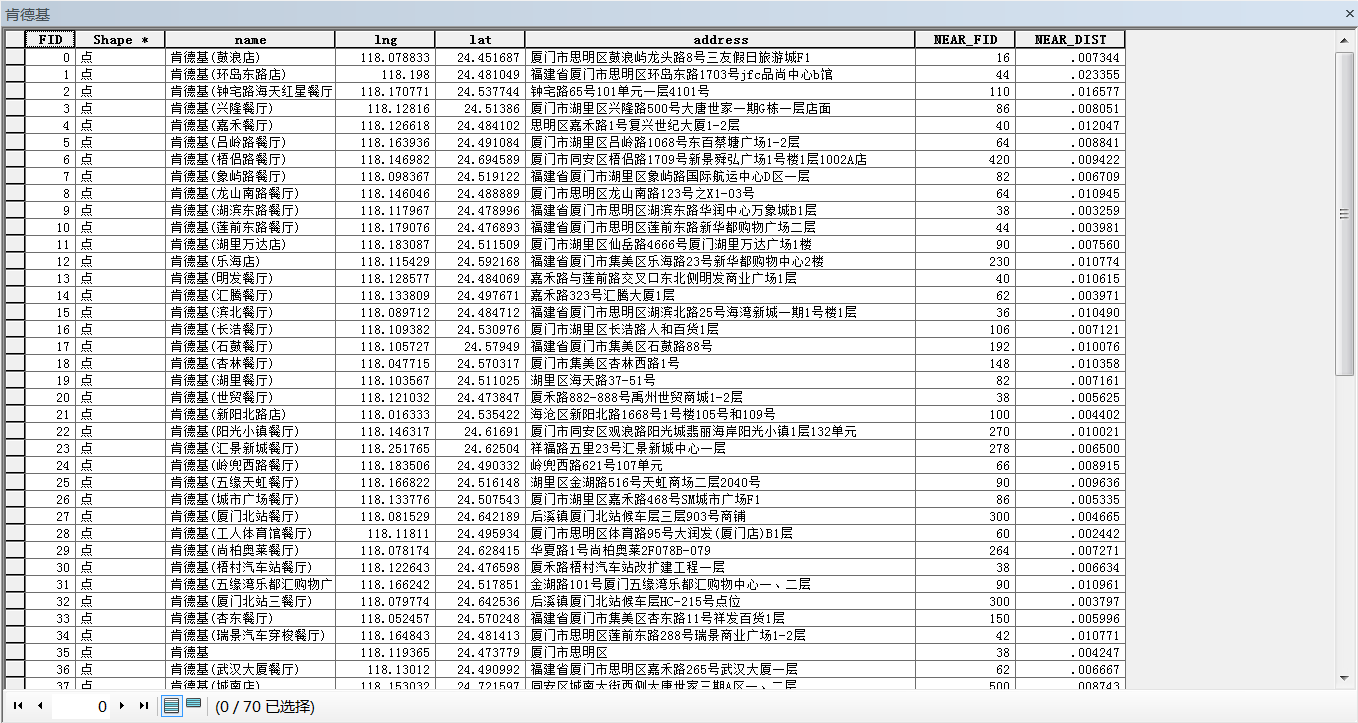 肯德基
FID Shape * name lng lat address NEAR_FID NEAR_DIST
0 点 肯德基(鼓浪店) 118.078833 24.451687 厦门市思明区鼓浪屿龙头路8号三友假日旅游城F1 16 .007344
1 点 肯德基(环岛东路店) 118.198 24.481049 福建省厦门市思明区环岛东路1703号jfc品尚中心b馆 44 .023355
2 点 肯德基(钟宅路海天红星餐厅 118.170771 24.537744 钟宅路65号101单元一层4101号 110 .016577
3 点 肯德基(兴隆餐厅) 118.12816 24.51386 厦门市湖里区兴隆路500号大唐世家一期G栋一层店面 86 .008051
4 点 肯德基(嘉禾餐厅) 118.126618 24.484102 思明区嘉禾路1号复兴世纪大厦1-2层 40 .012047
5 点 肯德基(吕岭路餐厅) 118.163936 24.491084 厦门市湖里区吕岭路1068号东百蔡塘广场1-2层 64 .008841
6 点 肯德基(梧侣路餐厅) 118.146982 24.694589 厦门市同安区梧侣路1709号新景舜弘广场1号楼1层1002A店 420 .009422
7 点 肯德基(象屿路餐厅) 118.098367 24.519122 福建省厦门市湖里区象屿路国际航运中心D区一层 82 .006709
8 点 肯德基(龙山南路餐厅) 118.146046 24.488889 厦门市思明区龙山南路123号之X1-03号 64 .010945
9 点 肯德基(湖滨东路餐厅) 118.117967 24.478996 福建省厦门市思明区湖滨东路华润中心万象城B1层 38 .003259
10 点 肯德基(莲前东路餐厅) 118.179076 24.476893 福建省厦门市思明区莲前东路新华都购物广场二层 44 .003981
11 点 肯德基(湖里万达店) 118.183087 24.511509 厦门市湖里区仙岳路4666号厦门湖里万达广场1楼 90 .007560
12 点 肯德基(乐海店) 118.115429 24.592168 福建省厦门市集美区乐海路23号新华都购物中心2楼 230 .010774
13 点 肯德基(明发餐厅) 118.128577 24.484069 嘉禾路与莲前路交叉口东北侧明发商业广场1层 40 .010615
14 点 肯德基(汇腾餐厅) 118.133809 24.497671 嘉禾路323号汇腾大厦1层 62 .003971
15 点 肯德基(滨北餐厅) 118.089712 24.484712 福建省厦门市思明区湖滨北路25号海湾新城一期1号楼1层 36 .010490
16 点 肯德基(长浩餐厅) 118.109382 24.530976 厦门市湖里区长浩路人和百货1层 106 .007121
17 点 肯德基(石鼓餐厅) 118.105727 24.57949 福建省厦门市集美区石鼓路88号 192 .010076
18 点 肯德基(杏林餐厅) 118.047715 24.570317 厦门市集美区杏林西路1号 148 .010358
19 点 肯德基(湖里餐厅) 118.103567 24.511025 湖里区海天路37-51号 82 .007161
20 点 肯德基(世贸餐厅) 118.121032 24.473847 厦禾路882-888号禹州世贸商城1-2层 38 .005625
21 点 肯德基(新阳北路店) 118.016333 24.535422 海沧区新阳北路1668号1号楼105号和109号 100 .004402
22 点 肯德基(阳光小镇餐厅) 118.146317 24.61691 厦门市同安区观浪路阳光城翡丽海岸阳光小镇1层132单元 270 .010021
23 点 肯德基(汇景新城餐厅) 118.251765 24.62504 祥福路五里23号汇景新城中心一层 278 .006500
24 点 肯德基(岭兜西路餐厅) 118.183506 24.490332 岭兜西路621号107单元 66 .008915
25 点 肯德基(五缘天虹餐厅) 118.166822 24.516148 湖里区金湖路516号天虹商场二层2040号 90 .009636
26 点 肯德基(城市广场餐厅) 118.133776 24.507543 厦门市湖里区嘉禾路468号SM城市广场F1 86 .005335
27 点 肯德基(厦门北站餐厅) 118.081529 24.642189 后溪镇厦门北站候车层三层903号商铺 300 .004665
28 点 肯德基(工人体育馆餐厅) 118.11811 24.495934 厦门市思明区体育路95号大润发(厦门店)B1层 60 .002442
29 点 肯德基(尚柏奥莱餐厅) 118.078174 24.628415 华夏路1号尚柏奥莱2F078B-079 264 .007271
30 点 肯德基(梧村汽车站餐厅) 118.122643 24.476598 厦禾路梧村汽车站改扩建工程一层 38 .006634
31 点 肯德基(五缘湾乐都汇购物广 118.166242 24.517851 金湖路101号厦门五缘湾乐都汇购物中心一、二层 90 .010961
32 点 肯德基(厦门北站三餐厅) 118.079774 24.642536 后溪镇厦门北站候车层HC-215号点位 300 .003797
33 点 肯德基(杏东餐厅) 118.052457 24.570248 福建省厦门市集美区杏东路11号祥发百货1层 150 .005996
34 点 肯德基(瑞景汽车穿梭餐厅) 118.164843 24.481413 厦门市思明区莲前东路288号瑞景商业广场1-2层 42 .010771
35 点 肯德基 118.119365 24.473779 厦门市思明区 38 .004247
36 点 肯德基(武汉大厦餐厅) 118.13012 24.490992 福建省厦门市思明区嘉禾路265号武汉大厦一层 62 .006667
37 点 肯德基(城南店) 118.153032 24.721597 同安区城南大街西侧大唐世家三期A区一、二层 500 .008743
0 (0 / 70 已选择)